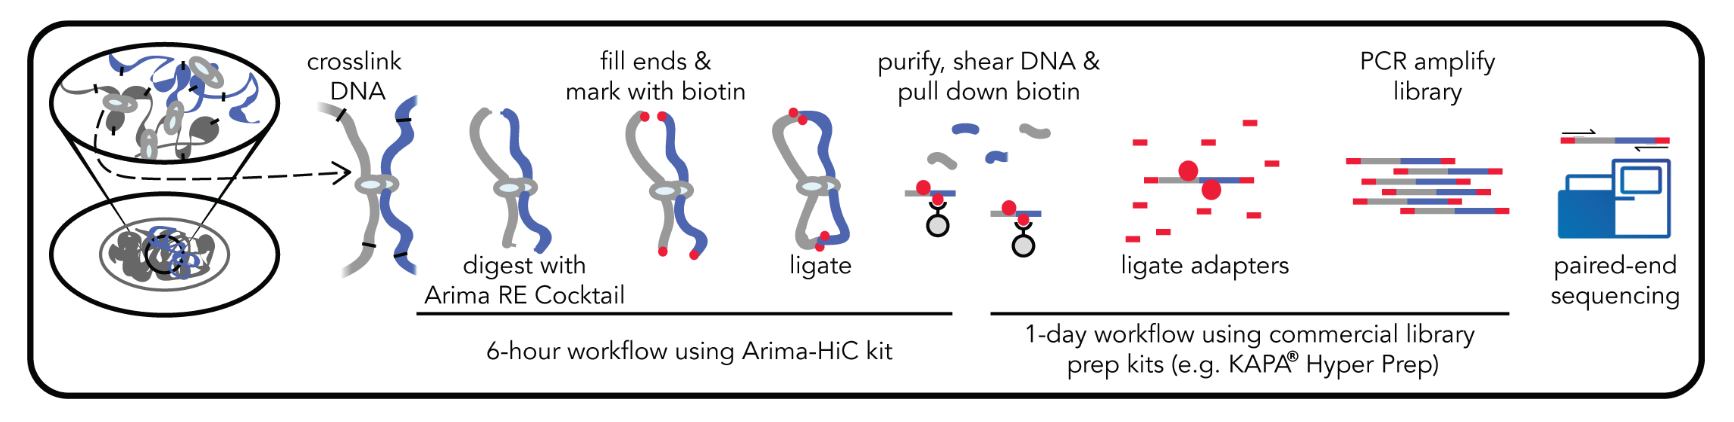 crosslink
DNA
fill ends &
mark with biotin
purify, shear DNA &
pull down biotin
PCR amplify
library
digest with
Arima RE Cocktail
ligate
ligate adapters
paired-end
sequencing
6-hour workflow using Arima-HiC kit
1-day workflow using commercial library
prep kits (e.g. KAPA® Hyper Prep)